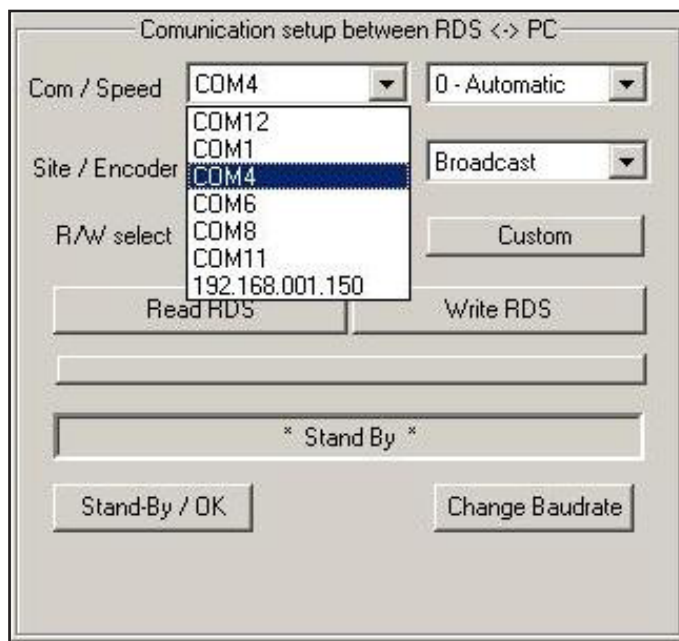 Comunication setup between RDS <-> PC
Com / Speed COM4 0 - Automatic
COM12
COM1
Site / Encoder COM4 Broadcast
COM6
R/W select COM8 Custom
COM11
192.168.001.150
Read RDS Write RDS
* Stand By *
Stand-By / OK Change Baudrate